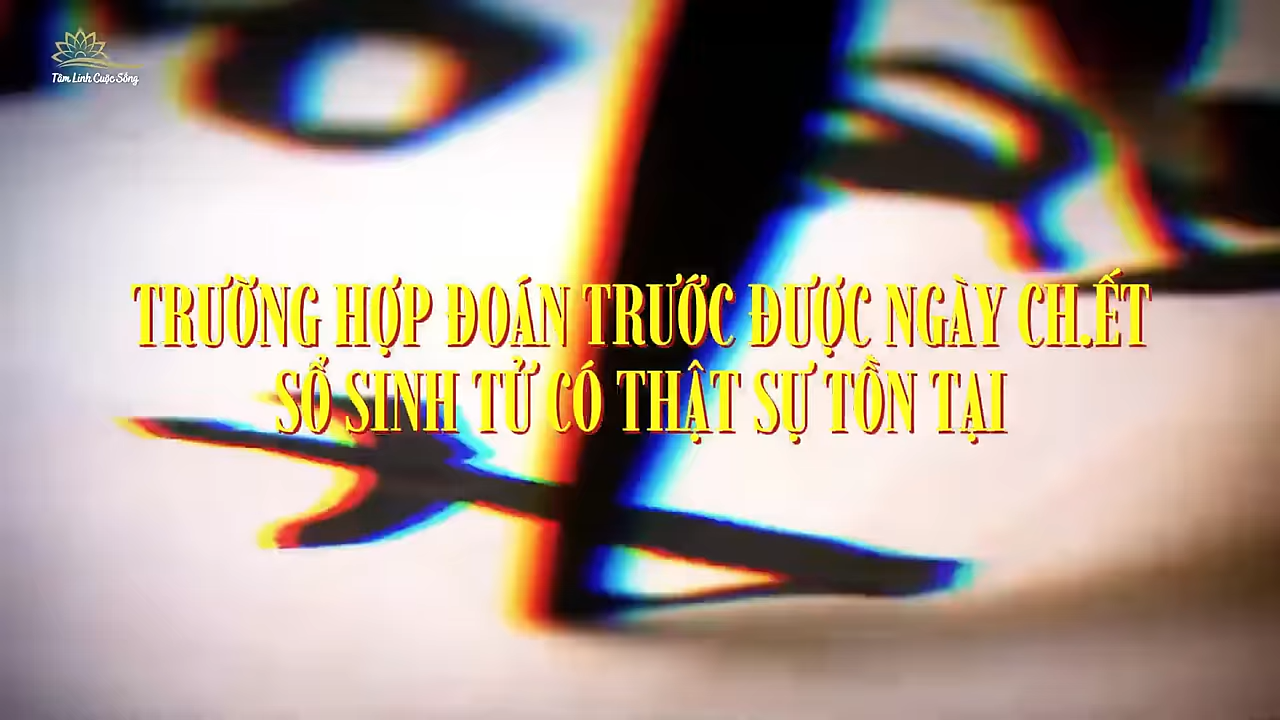 Tâm Linh Cuộc Sống
TRƯỜNG HỢP ĐOÁN TRƯỚC ĐƯỢC NGÀY CH.ẾT
SỔ SINH TỬ CÓ THẬT SỰ TỒN TẠI